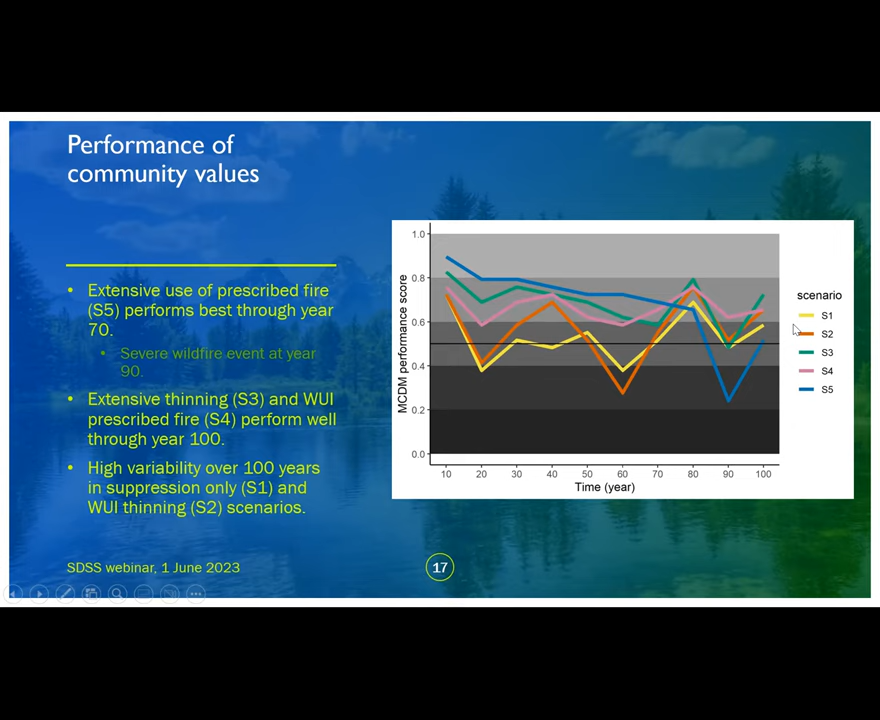 Performance of
community values
• Extensive use of prescribed fire
(S5) performs best through year
70.
• Severe wildfire event at year
90.
• Extensive thinning (S3) and WUI
prescribed fire (S4) perform well
through year 100.
• High variability over 100 years
in suppression only (S1) and
WUI thinning (S2) scenarios.
1.0
0.8
0.6
0.4
0.2
0.0
MCDM performance score
10 20 30 40 50 60 70 80 90 100
Time (year)
scenario
S1
S2
S3
S4
S5
SDSS webinar, 1 June 2023
17